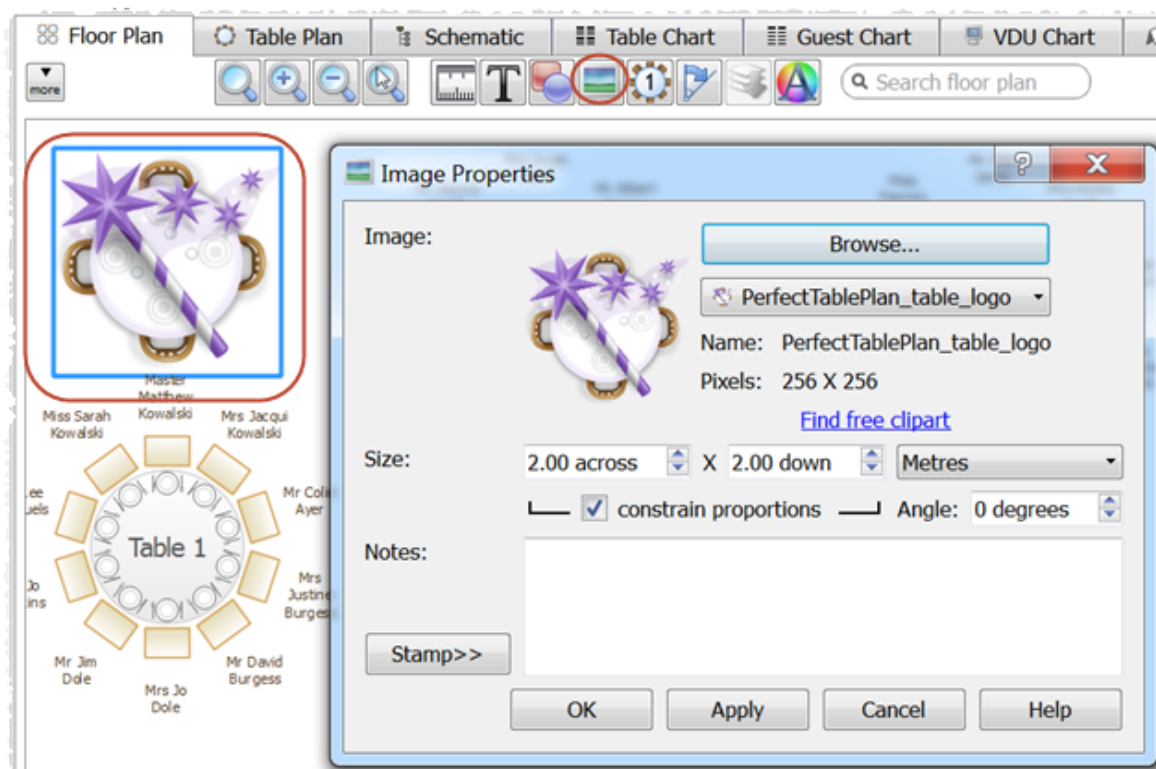 Floor Plan
Table Plan
Schematic
Table Chart
Guest Chart
VDU Chart
more
T
1
A
Search floor plan
Image Properties
?
X
Image:
Browse...
PerfectTablePlan_table_logo
Name: PerfectTablePlan_table_logo
Pixels: 256 X 256
Find free clipart
Size:
2.00 across X 2.00 down Metres
constrain proportions Angle: 0 degrees
Notes:
Stamp>>
OK
Apply
Cancel
Help
Master
Matthew
Kowalski
Miss Sarah
Kowalski
Mrs Jacqui
Kowalski
Ayer
Mrs
Justine
Mr David
Burgess
Mrs Jo
Dole
Mr Jim
Dole
Table 1